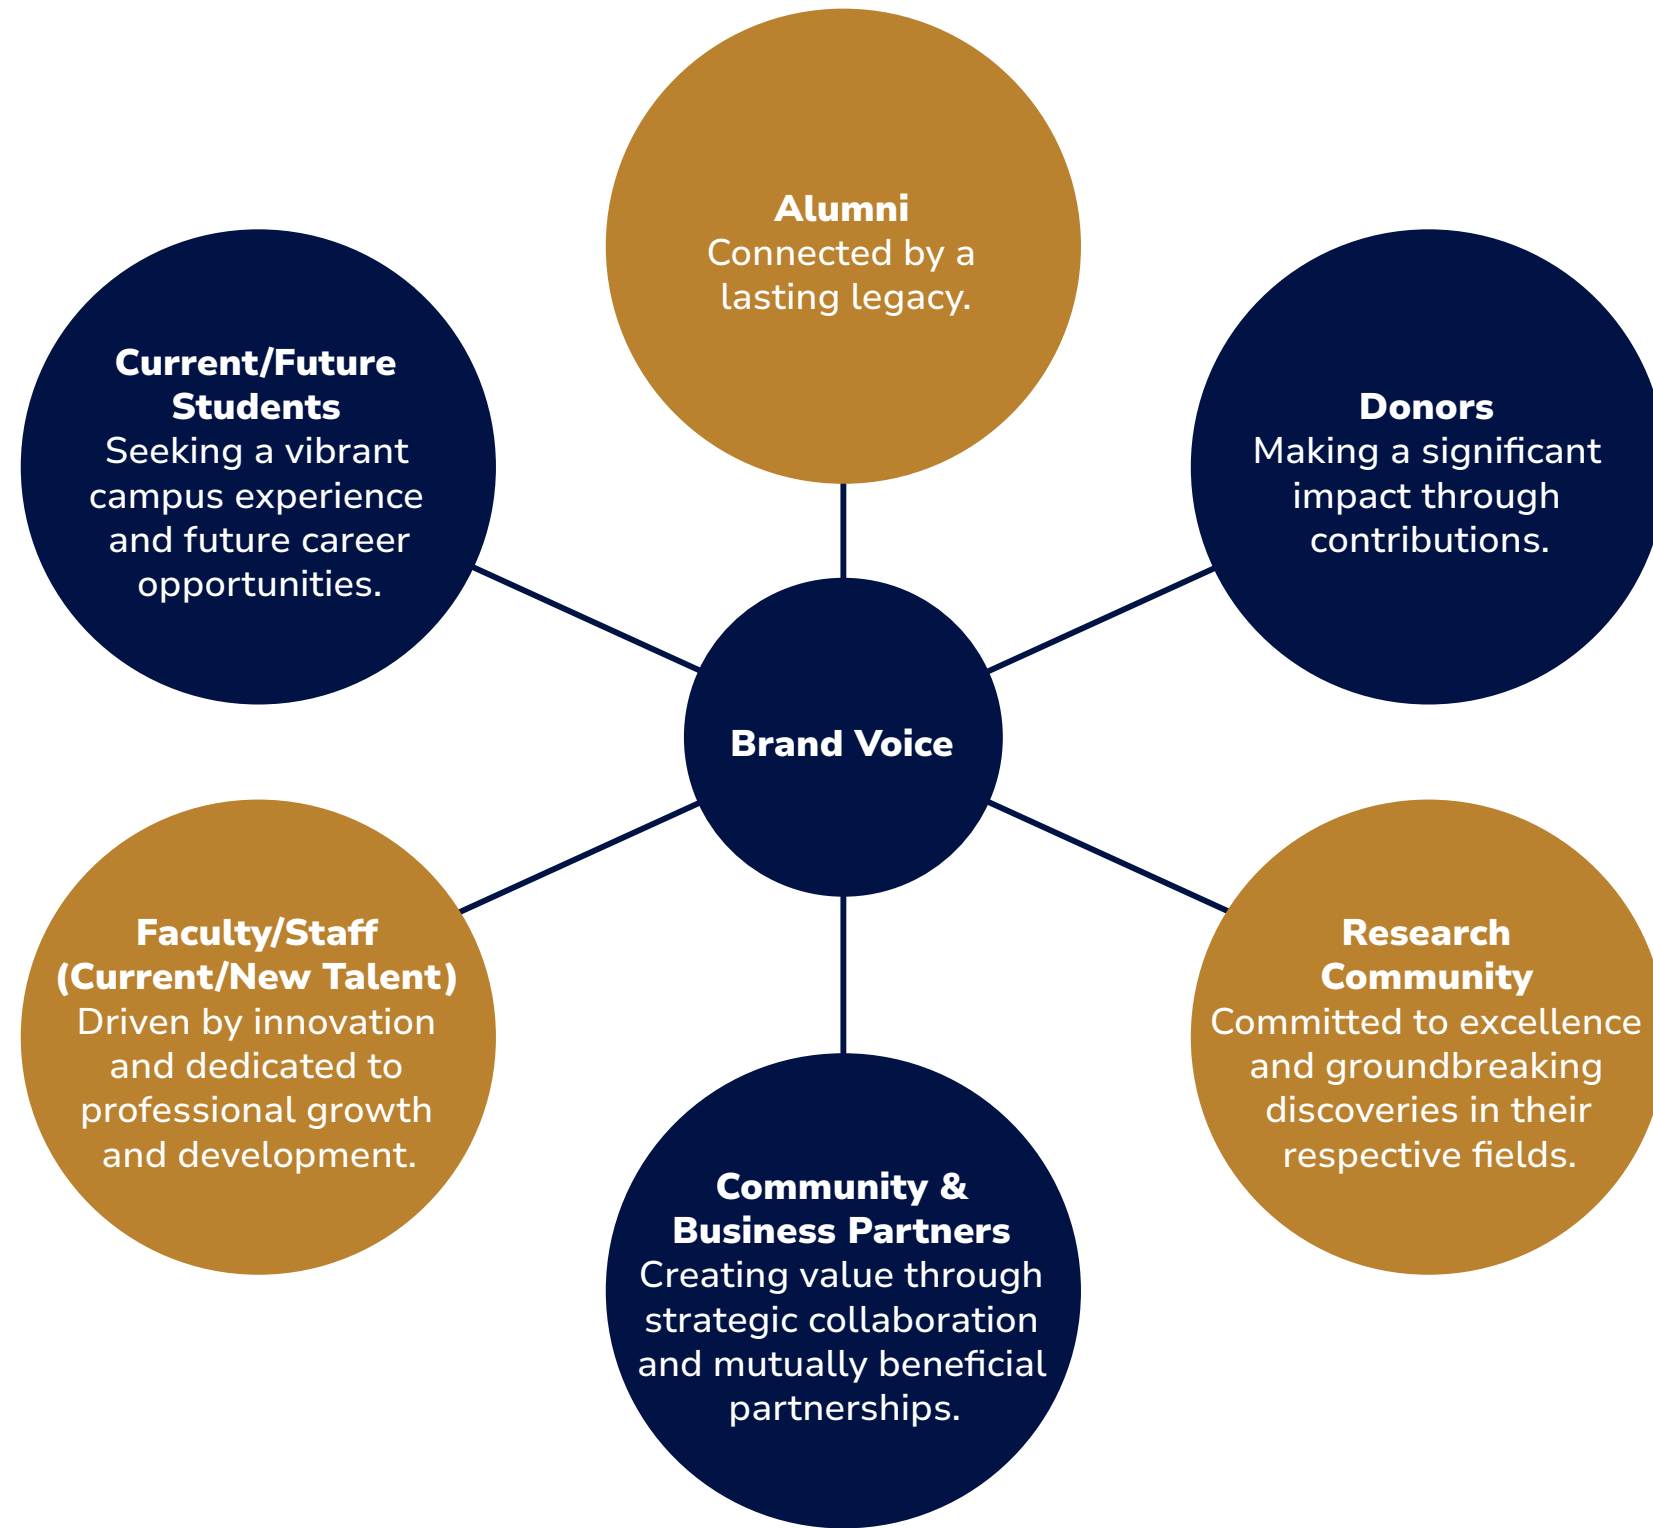 Alumni
Connected by a
lasting legacy.
Current/Future
Students
Seeking a vibrant
campus experience
and future career
opportunities.
Donors
Making a significant
impact through
contributions.
Brand Voice
Faculty/Staff
(Current/New Talent)
Driven by innovation
and dedicated to
professional growth
and development.
Research
Community
Committed to excellence
and groundbreaking
discoveries in their
respective fields.
Community &
Business Partners
Creating value through
strategic collaboration
and mutually beneficial
partnerships.